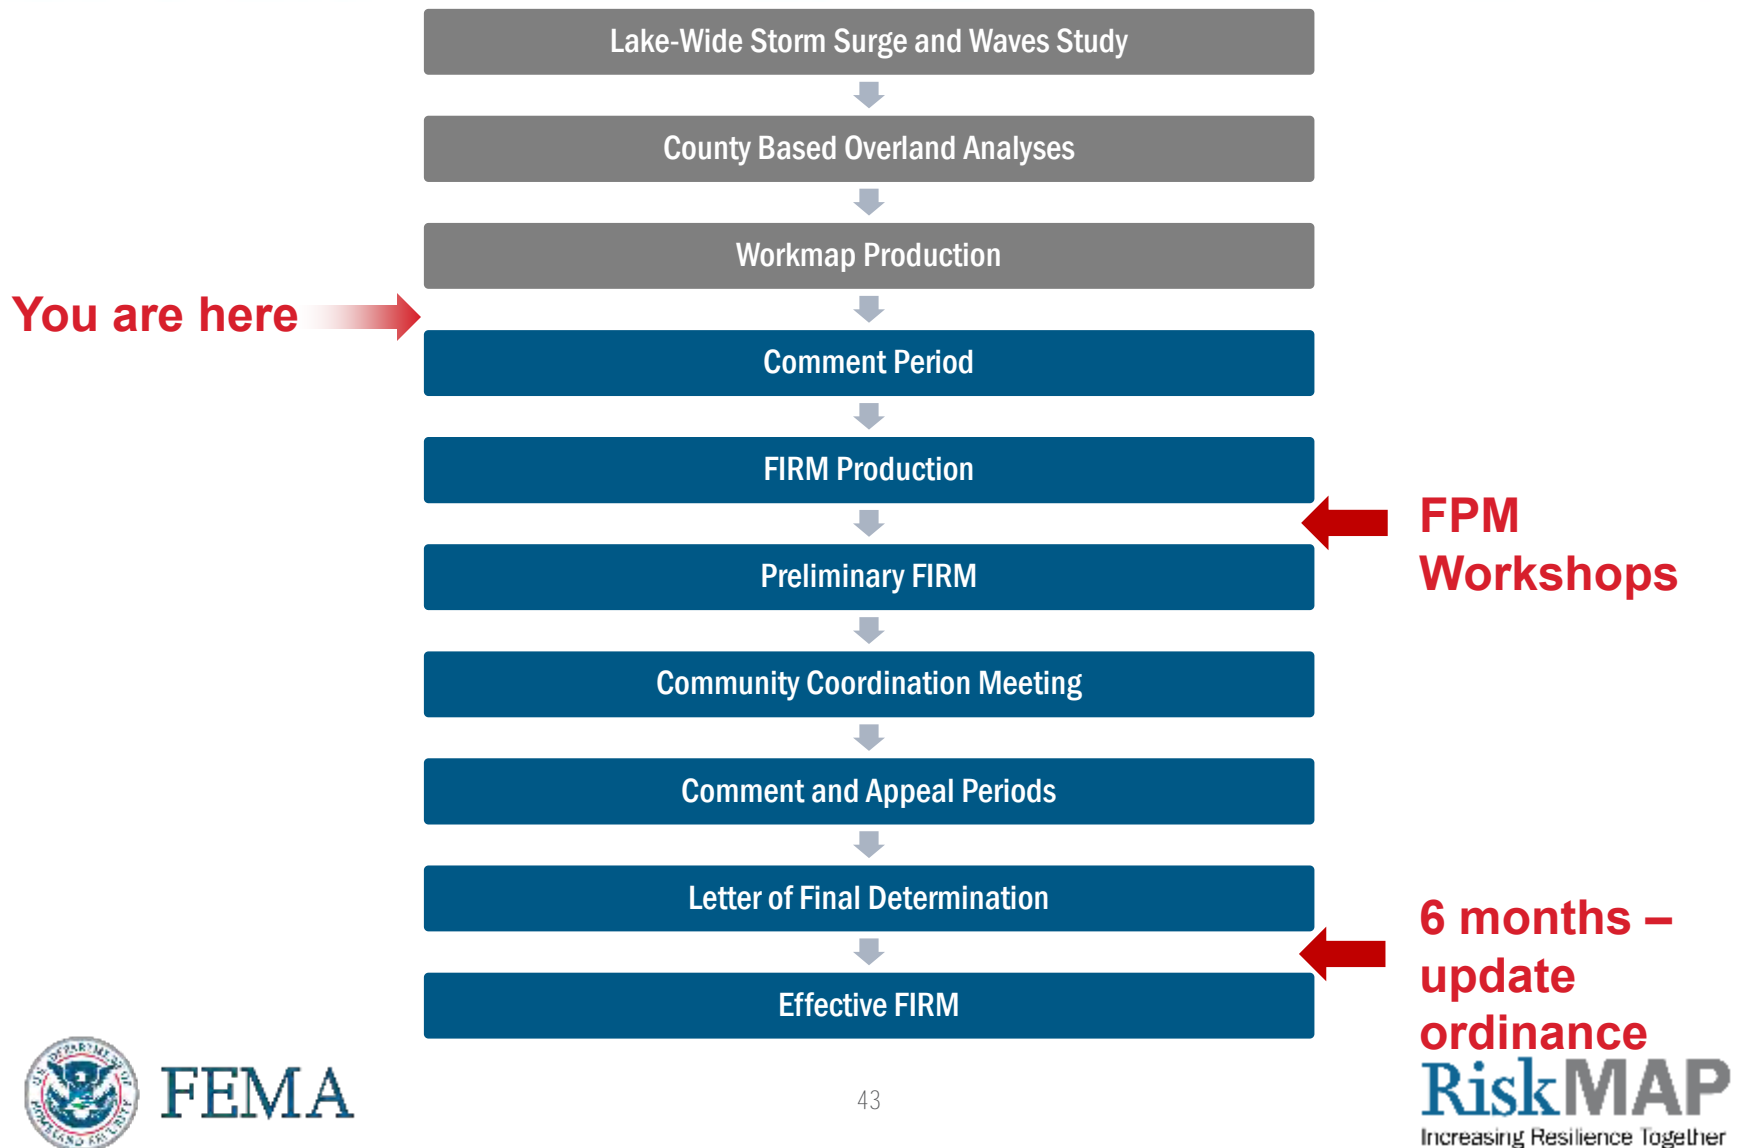 Lake-Wide Storm Surge and Waves Study
County Based Overland Analyses
Workmap Production
You are here
Comment Period
FIRM Production
FPM
Workshops
Preliminary FIRM
Community Coordination Meeting
Comment and Appeal Periods
Letter of Final Determination
6 months –
update
ordinance
Effective FIRM
FEMA
43
RiskMAP
Increasing Resilience Together